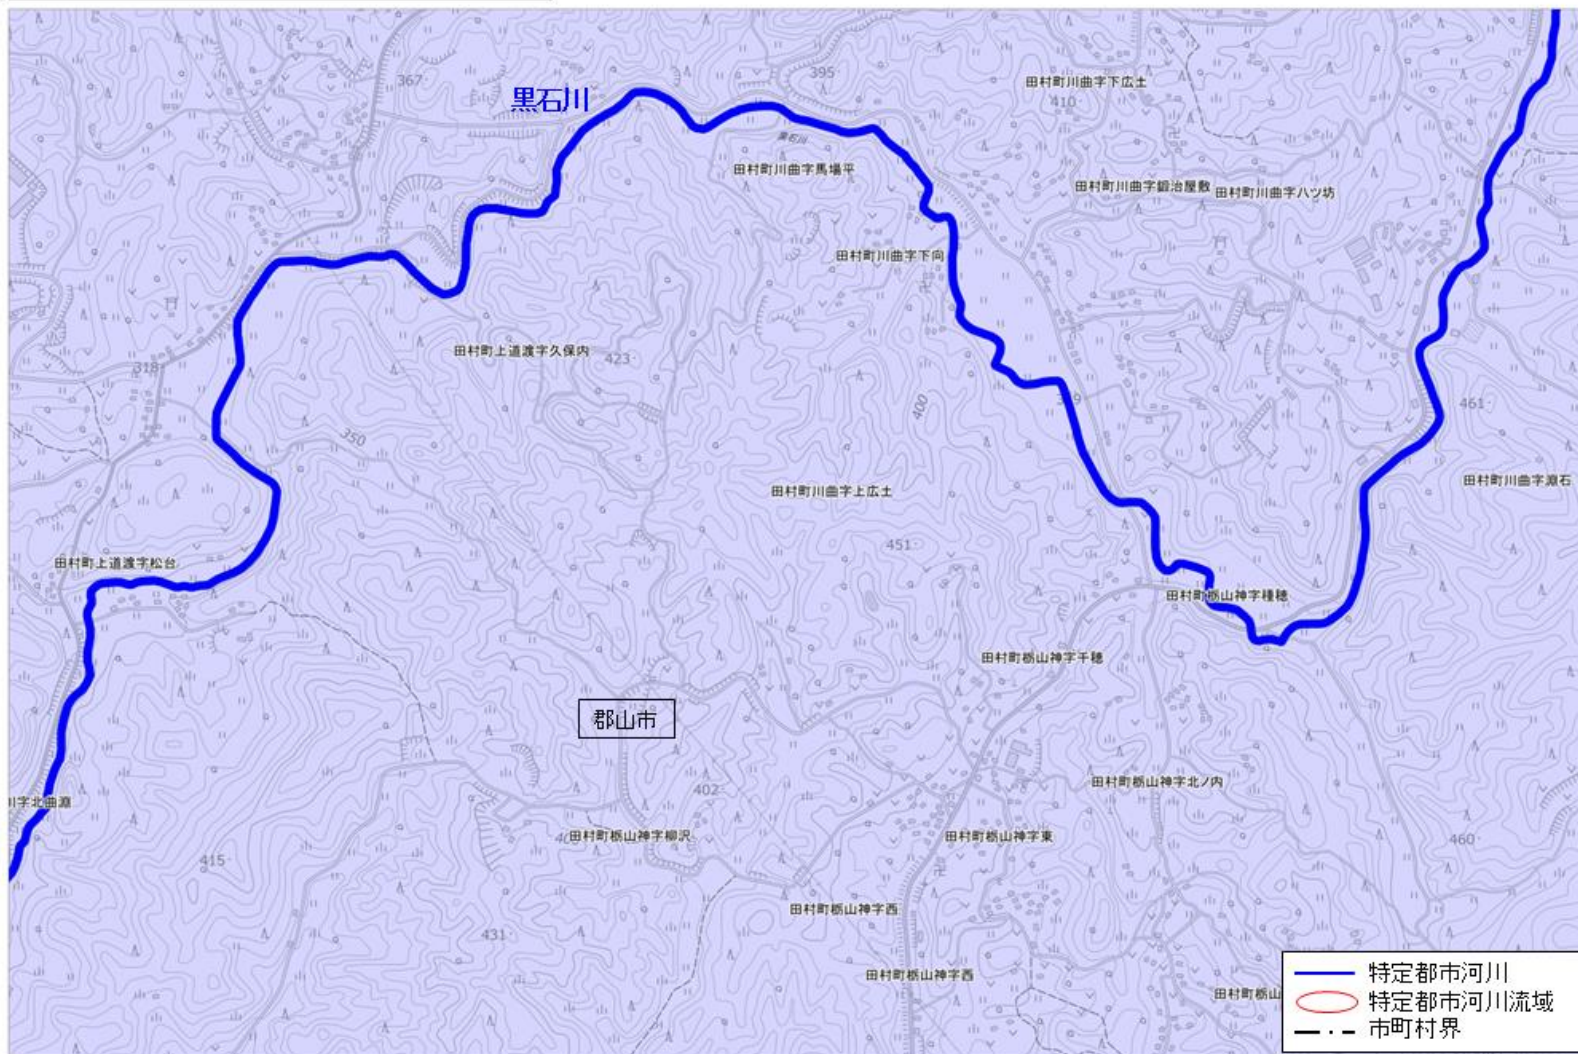 367
395
黒石川
田村町川曲字下広土
410
黒石川
田村町川曲字馬場平
田村町川曲字鍛治屋敷
田村町川曲字八ツ坊
田村町川曲字下向
田村町上道渡字久保内
423
318
400
461
350
田村町川曲字淵石
田村町川曲字上広土
451
田村町上道渡字松台
田村町栃山神字種穂
田村町栃山神字千穂
郡山市
田村町栃山神字北ノ内
402
川字北曲淵
田村町栃山神字柳沢
田村町栃山神字東
460
415
田村町栃山神字西
431
田村町栃山神字西
田村町栃山
特定都市河川
特定都市河川流域
市町村界